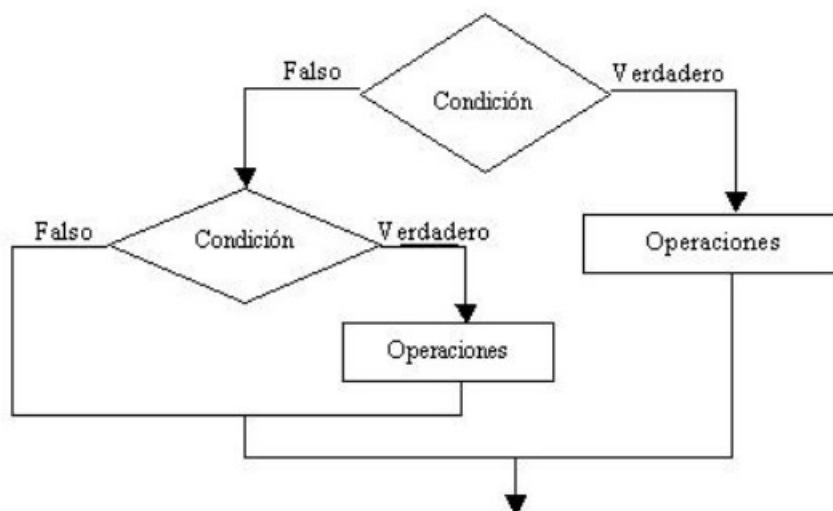 Falso
Verdadero
Condición
Falso
Condición
Verdadero
Operaciones
Operaciones